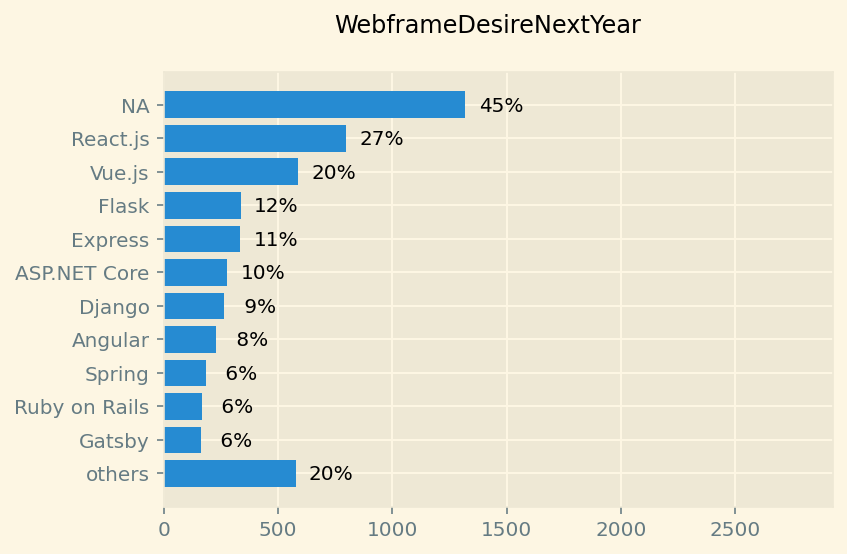 WebframeDesireNextYear
NA 45%
React.js 27%
Vue.js 20%
Flask 12%
Express 11%
ASP.NET Core 10%
Django 9%
Angular 8%
Spring 6%
Ruby on Rails 6%
Gatsby 6%
others 20%
0 500 1000 1500 2000 2500